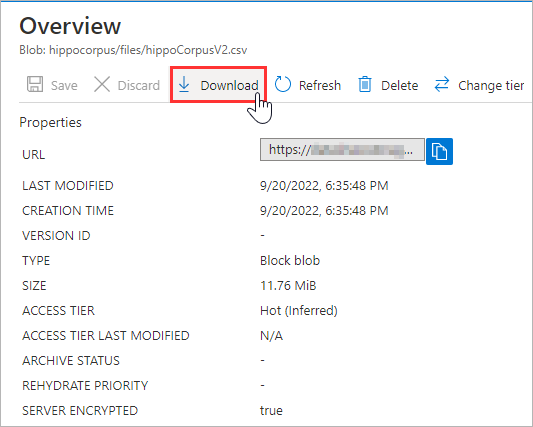 Overview
Blob: hippocorpus/files/hippoCorpusV2.csv
Save Discard Download Refresh Delete Change tier
Properties
URL https://...
LAST MODIFIED 9/20/2022, 6:35:48 PM
CREATION TIME 9/20/2022, 6:35:48 PM
VERSION ID -
TYPE Block blob
SIZE 11.76 MiB
ACCESS TIER Hot (Inferred)
ACCESS TIER LAST MODIFIED N/A
ARCHIVE STATUS -
REHYDRATE PRIORITY -
SERVER ENCRYPTED true